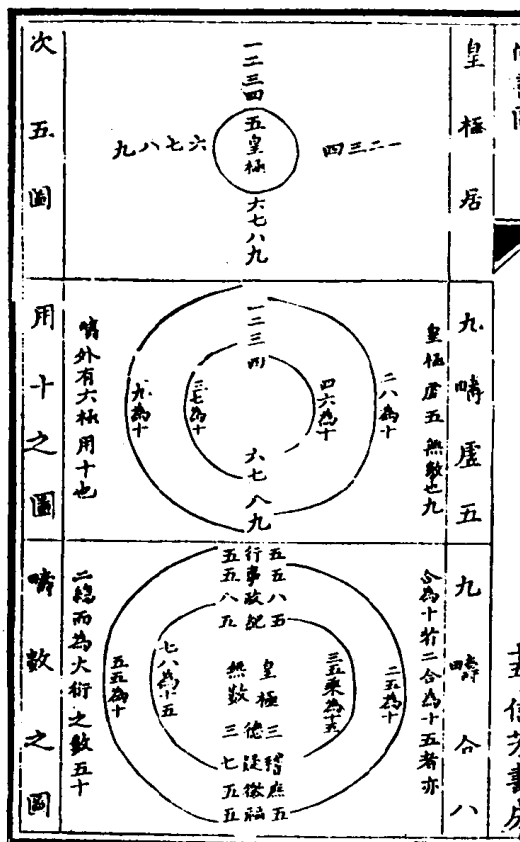 皇極居
次五圖
一二三四
五皇極
六七八九
一二三四
九八七六
九疇虛五
用十之圖
皇極虛五無數也九
疇外有六極用十也
一二三四
六七八九
二八為十
四六為十
三七為十
九為十
九疇合八
疇數之圖
合為十者二合為十五者亦
二總而為大衍之數五十
五五八五
行事政紀
五五八五
皇極
無數
三稽庶五
德疑徵福
三七五五
二五為十
三五乘為十五
七八為十五
五五為十